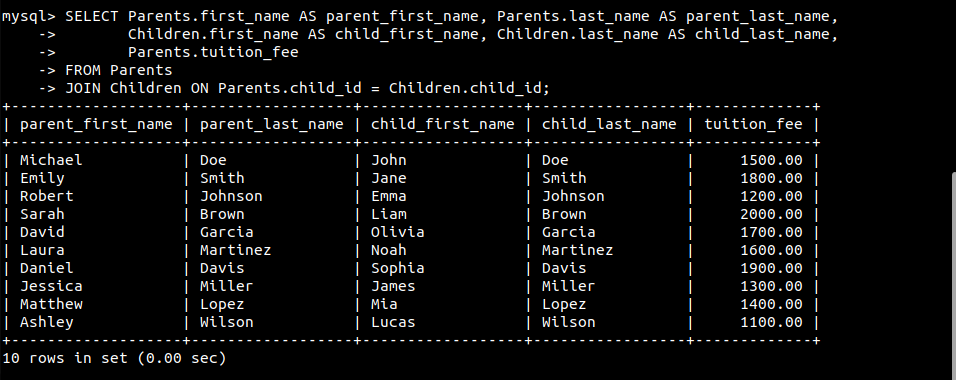 mysql> SELECT Parents.first_name AS parent_first_name, Parents.last_name AS parent_last_name,
    ->        Children.first_name AS child_first_name, Children.last_name AS child_last_name,
    ->        Parents.tuition_fee
    -> FROM Parents
    -> JOIN Children ON Parents.child_id = Children.child_id;
+-------------------+------------------+------------------+-----------------+-------------+
| parent_first_name | parent_last_name | child_first_name | child_last_name | tuition_fee |
+-------------------+------------------+------------------+-----------------+-------------+
| Michael           | Doe              | John             | Doe             |     1500.00 |
| Emily             | Smith            | Jane             | Smith           |     1800.00 |
| Robert            | Johnson          | Emma             | Johnson         |     1200.00 |
| Sarah             | Brown            | Liam             | Brown           |     2000.00 |
| David             | Garcia           | Olivia           | Garcia          |     1700.00 |
| Laura             | Martinez         | Noah             | Martinez        |     1600.00 |
| Daniel            | Davis            | Sophia           | Davis           |     1900.00 |
| Jessica           | Miller           | James            | Miller          |     1300.00 |
| Matthew           | Lopez            | Mia              | Lopez           |     1400.00 |
| Ashley            | Wilson           | Lucas            | Wilson          |     1100.00 |
+-------------------+------------------+------------------+-----------------+-------------+
10 rows in set (0.00 sec)